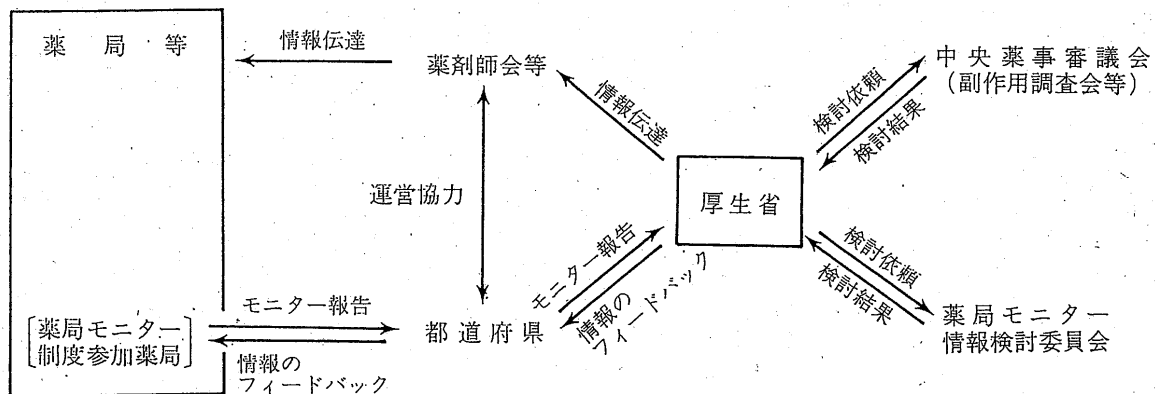 薬局等
情報伝達
薬剤師会等
情報伝達
検討依頼
検討結果
中央薬事審議会
(副作用調査会等)
運営協力
厚生省
モニター報告
情報の
フィードバック
検討依頼
検討結果
薬局モニター
情報検討委員会
〔薬局モニター
制度参加薬局〕
モニター報告
情報の
フィードバック
都道府県